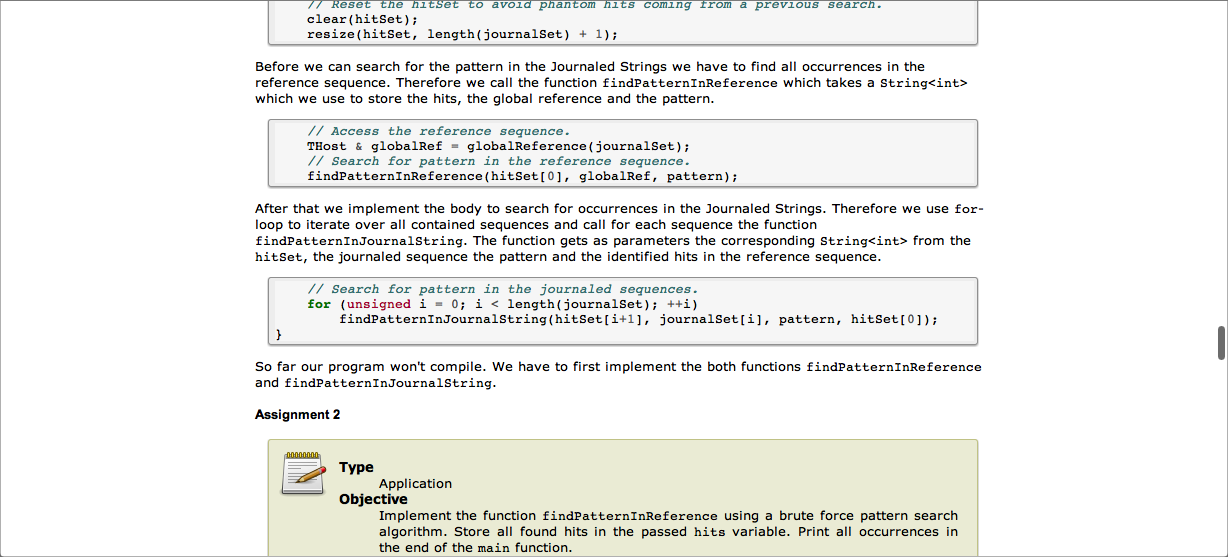 // Reset the hitSet to avoid phantom hits coming from a previous search.
clear(hitSet);
resize(hitSet, length(journalSet) + 1);
Before we can search for the pattern in the Journaled Strings we have to find all occurrences in the
reference sequence. Therefore we call the function findPatternInReference which takes a String<int>
which we use to store the hits, the global reference and the pattern.
// Access the reference sequence.
THost & globalRef = globalReference(journalSet);
// Search for pattern in the reference sequence.
findPatternInReference(hitSet[0], globalRef, pattern);
After that we implement the body to search for occurrences in the Journaled Strings. Therefore we use for-
loop to iterate over all contained sequences and call for each sequence the function
findPatternInJournalString. The function gets as parameters the corresponding String<int> from the
hitSet, the journaled sequence the pattern and the identified hits in the reference sequence.
// Search for pattern in the journaled sequences.
for (unsigned i = 0; i < length(journalSet); ++i)
findPatternInJournalString(hitSet[i+1], journalSet[i], pattern, hitSet[0]);
}
So far our program won't compile. We have to first implement the both functions findPatternInReference
and findPatternInJournalString.
Assignment 2
Type
Application
Objective
Implement the function findPatternInReference using a brute force pattern search
algorithm. Store all found hits in the passed hits variable. Print all occurrences in
the end of the main function.